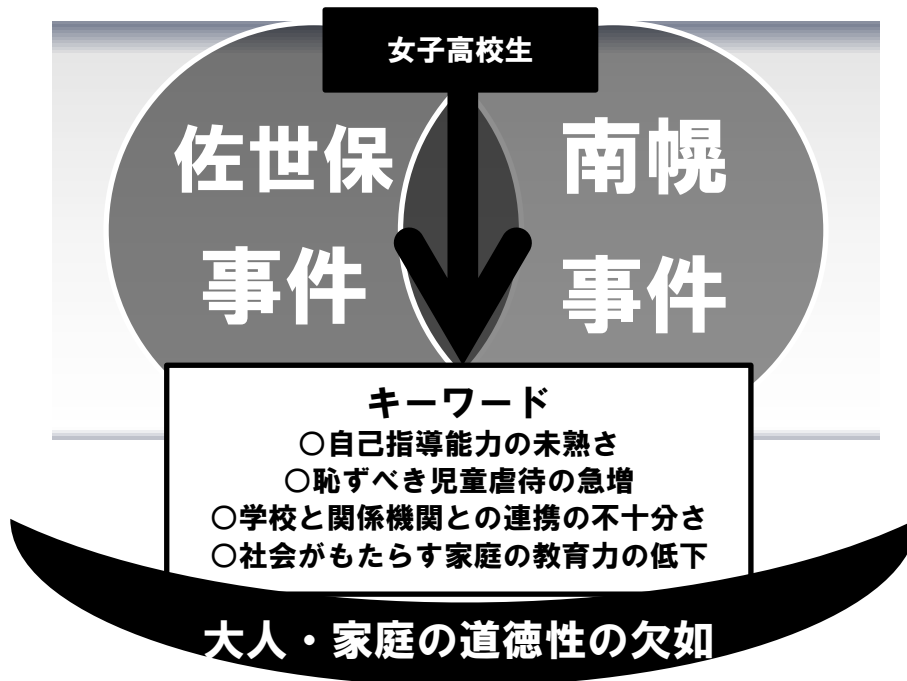 女子高校生
佐世保
事件
南幌
事件
キーワード
○自己指導能力の未熟さ
○恥ずべき児童虐待の急増
○学校と関係機関との連携の不十分さ
○社会がもたらす家庭の教育力の低下
大人・家庭の道徳性の欠如